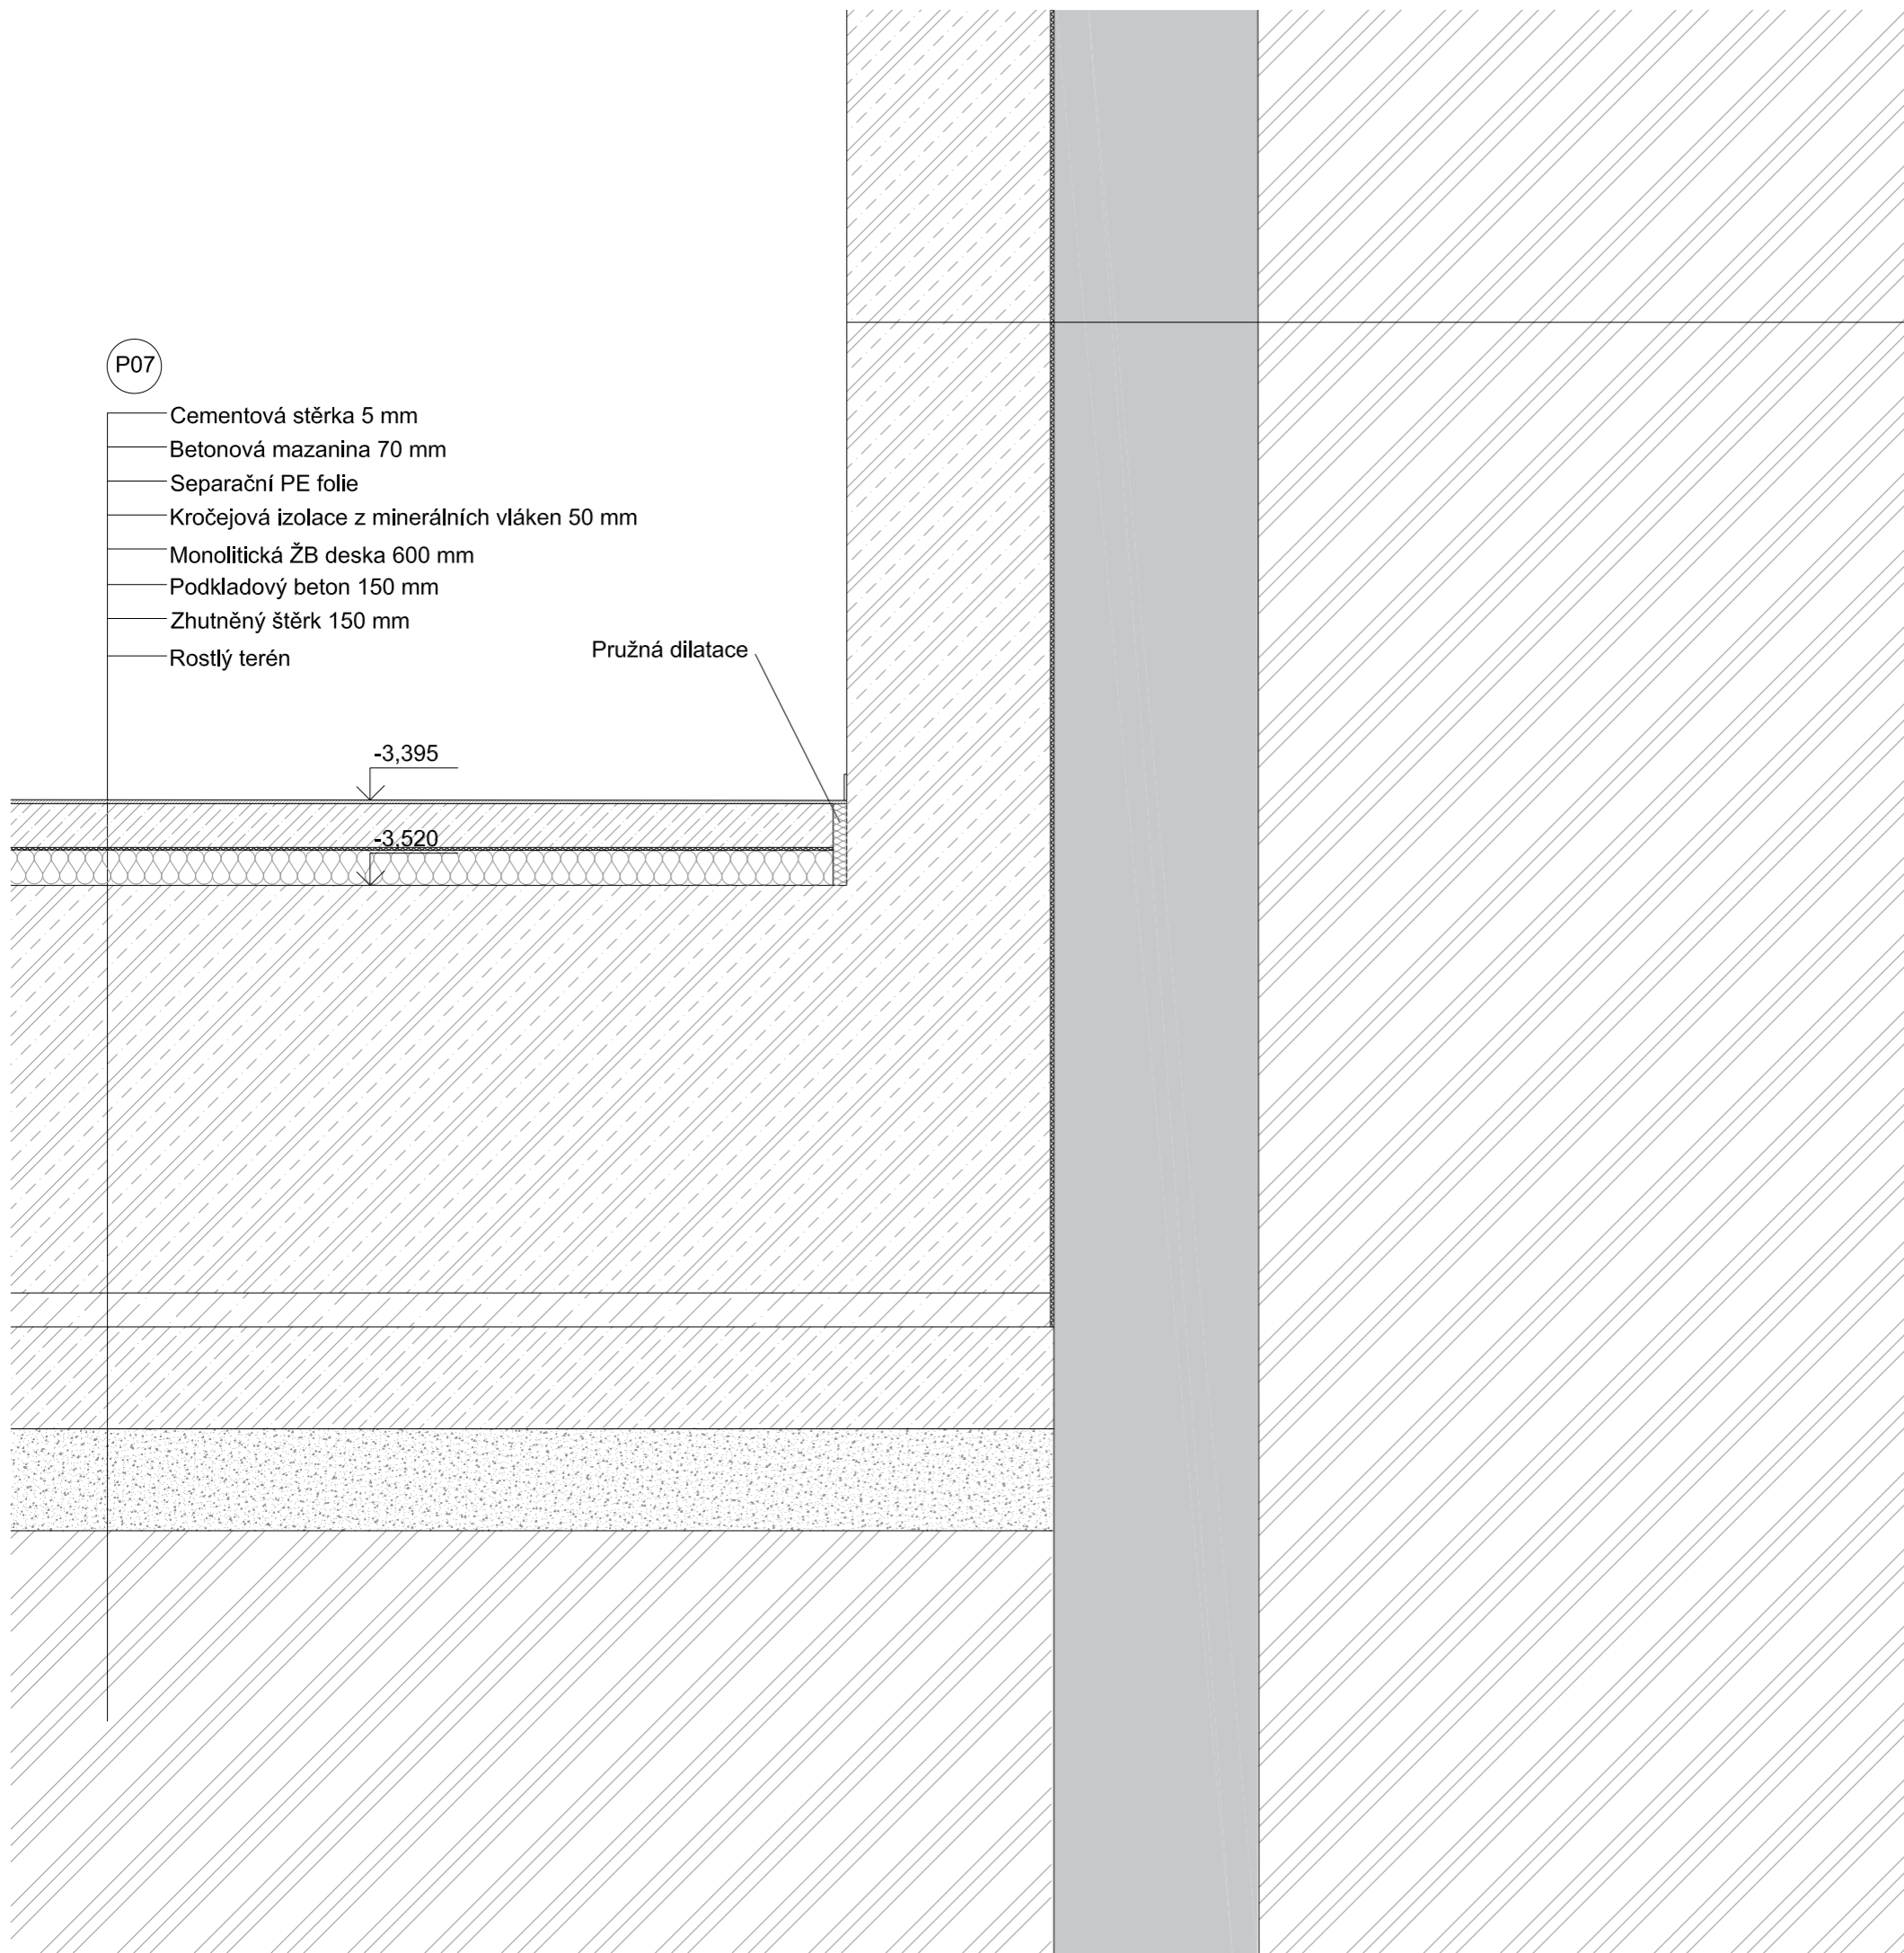 P07
Cementová stěrka 5 mm
Betonová mazanina 70 mm
Separační PE folie
Kročejová izolace z minerálních vláken 50 mm
Monolitická ŽB deska 600 mm
Podkladový beton 150 mm
Zhutněný štěrk 150 mm
Rostlý terén
Pružná dilatace
-3,395
-3,520